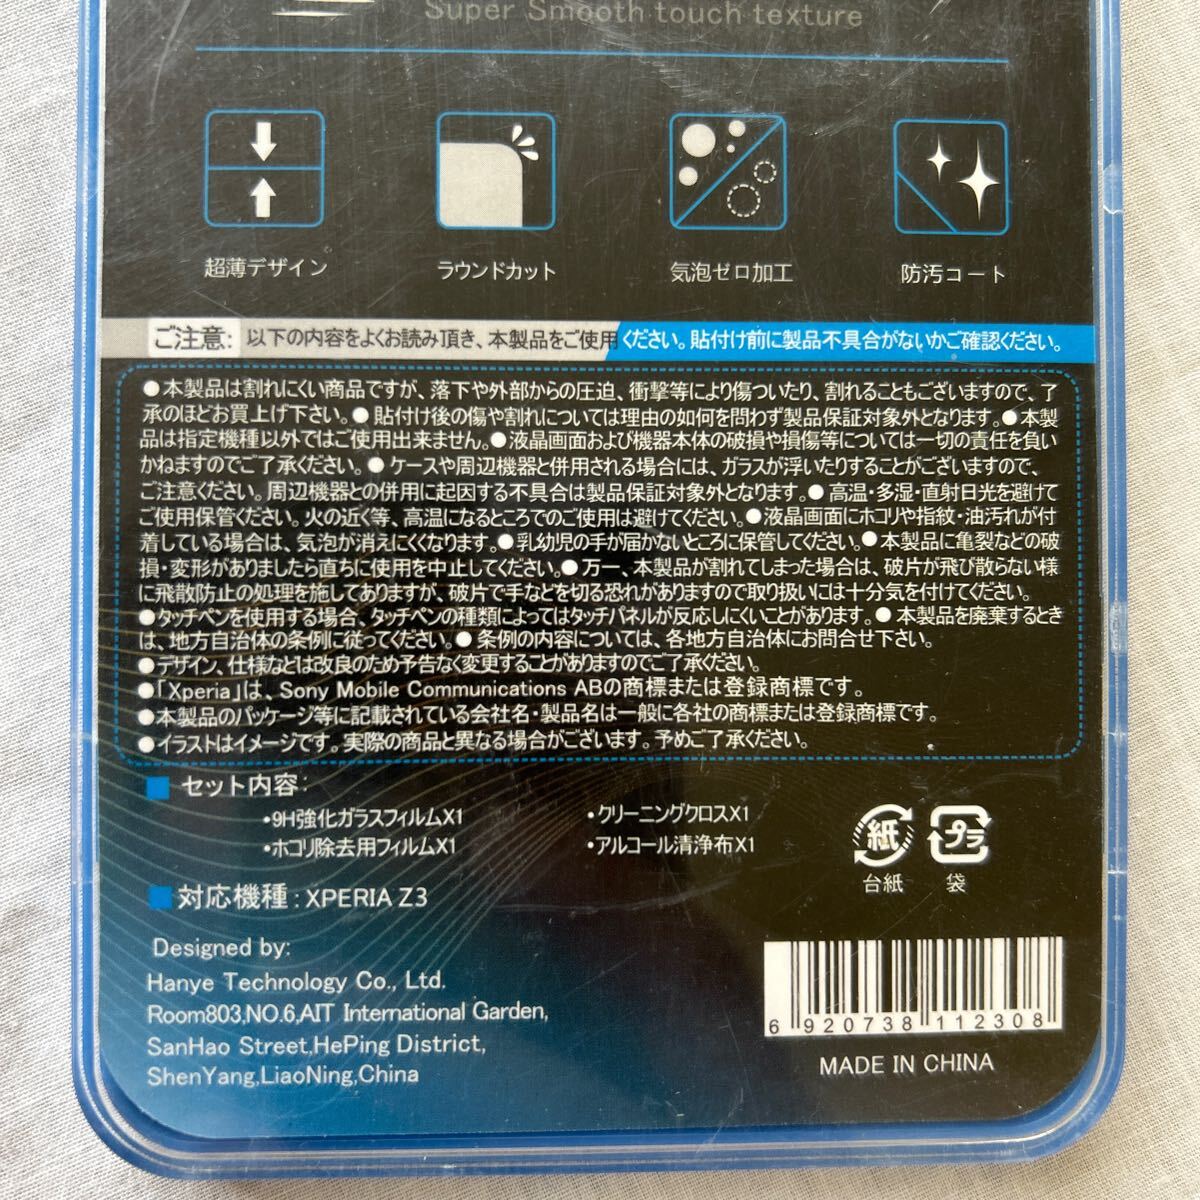 Super Smooth touch texture
超薄デザイン
ラウンドカット
気泡ゼロ加工
防汚コート
ご注意: 以下の内容をよくお読み頂き、本製品をご使用ください。貼付け前に製品不具合がないかご確認ください。
●本製品は割れにくい商品ですが、落下や外部からの圧迫、衝撃等により傷ついたり、割れることもございますので、了
承のほどお買上げ下さい。●貼付け後の傷や割れについては理由の如何を問わず製品保証対象外となります。●本製
品は指定機種以外ではご使用出来ません。●液晶画面および機器本体の破損や損傷等については一切の責任を負い
かねますのでご了承ください。●ケースや周辺機器と併用される場合には、ガラスが浮いたりすることがございますので、
ご注意ください。周辺機器との併用に起因する不具合は製品保証対象外となります。●高温・多湿・直射日光を避けて
ご使用保管ください。火の近く等、高温になるところでのご使用は避けてください。●液晶画面にホコリや指紋・油汚れが付
着している場合は、気泡が消えにくくなります。●乳幼児の手が届かないところに保管してください。●本製品に亀裂などの破
損・変形がありましたら直ちに使用を中止してください。●万一、本製品が割れてしまった場合は、破片が飛び散らない様
に飛散防止の処理を施してありますが、破片で手などを切る恐れがありますので取り扱いには十分気を付けてください。
●タッチペンを使用する場合、タッチペンの種類によってはタッチパネルが反応しにくいことがあります。●本製品を廃棄するとき
は、地方自治体の条例に従ってください。●条例の内容については、各地方自治体にお問合せ下さい。
●デザイン、仕様などは改良のため予告なく変更することがありますのでご了承ください。
●「Xperia」は、Sony Mobile Communications ABの商標または登録商標です。
●本製品のパッケージ等に記載されている会社名・製品名は一般に各社の商標または登録商標です。
●イラストはイメージです。実際の商品と異なる場合がございます。予めご了承ください。
セット内容:
・9H強化ガラスフィルムX1
・クリーニングクロスX1
・ホコリ除去用フィルムX1
・アルコール清浄布X1
紙
プラ
台紙
袋
対応機種: XPERIA Z3
Designed by:
Hanye Technology Co., Ltd.
Room803,NO.6,AIT International Garden,
SanHao Street,HePing District,
ShenYang,LiaoNing,China
6 920738 112308
MADE IN CHINA